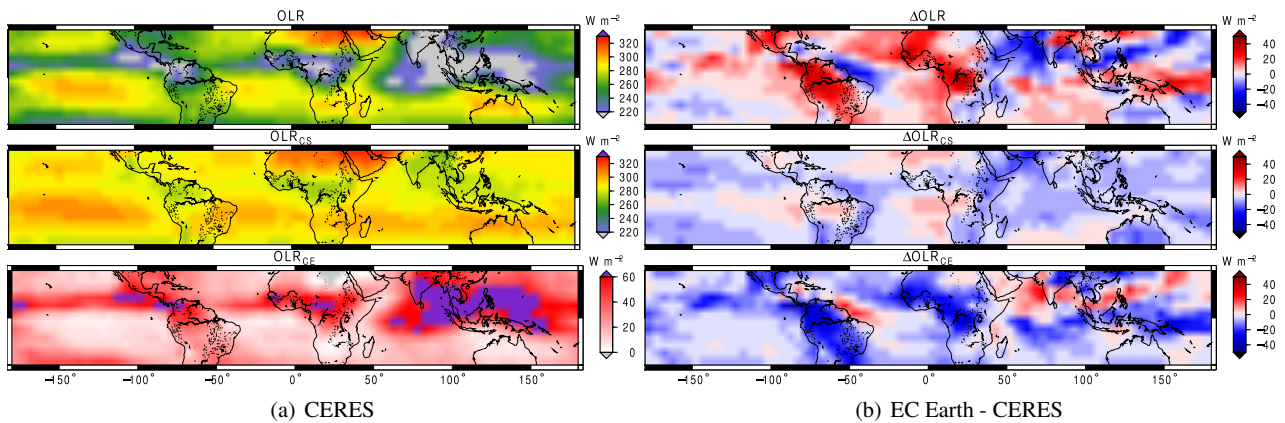 OLR
W m⁻²
320
300
280
260
240
220
OLR_CS
W m⁻²
320
300
280
260
240
220
OLR_CE
W m⁻²
60
40
20
0
−150° −100° −50° 0° 50° 100° 150°
(a) CERES
ΔOLR
W m⁻²
40
20
0
−20
−40
ΔOLR_CS
W m⁻²
40
20
0
−20
−40
ΔOLR_CE
W m⁻²
40
20
0
−20
−40
−150° −100° −50° 0° 50° 100° 150°
(b) EC Earth - CERES